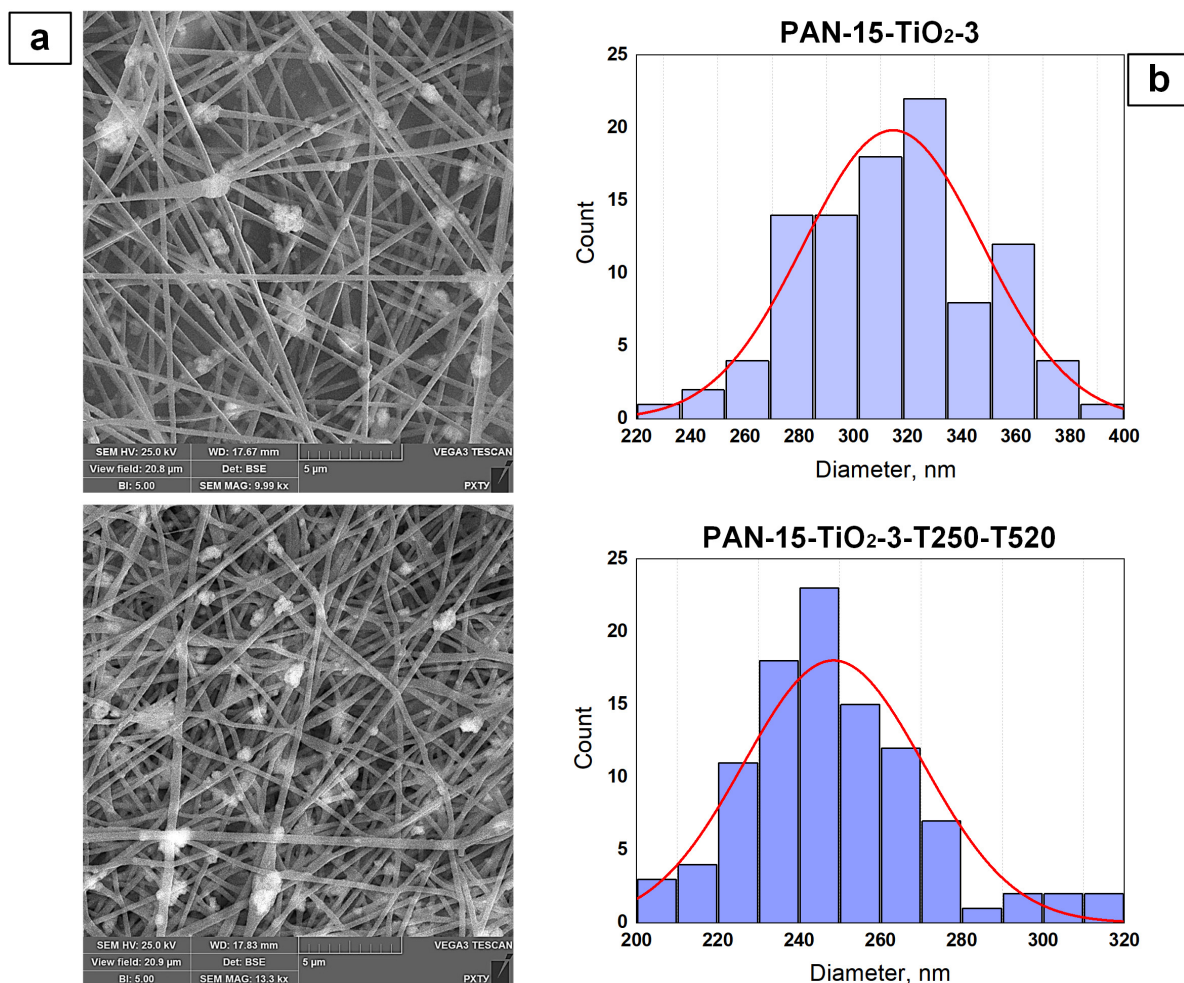 a
SEM HV: 25.0 kV
WD: 17.67 mm
VEGA3 TESCAN
View field: 20.8 µm
Det: BSE
5 µm
BI: 5.00
SEM MAG: 9.99 kx
РХТУ
b
PAN-15-TiO₂-3
Count
25
20
15
10
5
0
220 240 260 280 300 320 340 360 380 400
Diameter, nm
SEM HV: 25.0 kV
WD: 17.83 mm
VEGA3 TESCAN
View field: 20.9 µm
Det: BSE
5 µm
BI: 5.00
SEM MAG: 13.3 kx
РХТУ
PAN-15-TiO₂-3-T250-T520
Count
25
20
15
10
5
0
200 220 240 260 280 300 320
Diameter, nm